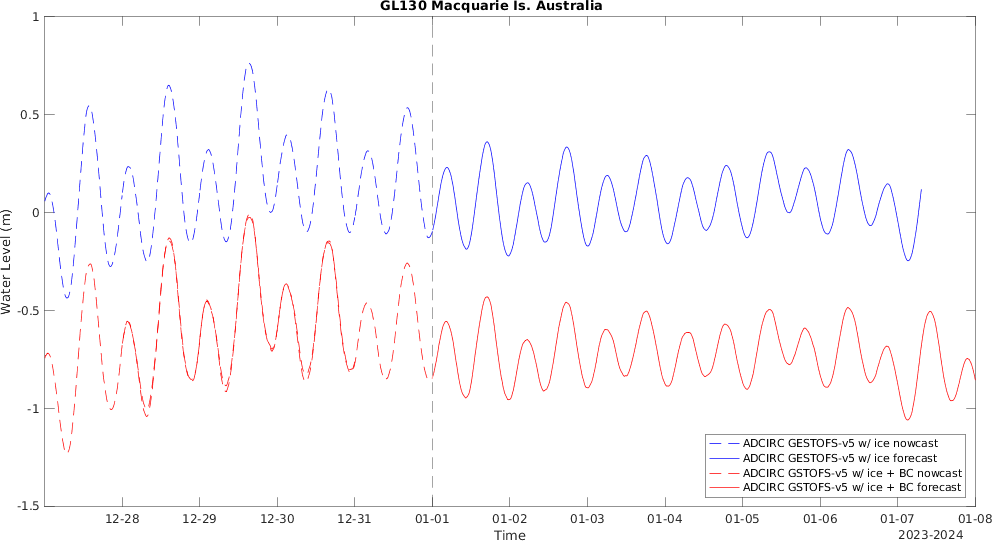 GL130 Macquarie Is. Australia
Water Level (m)
1
0.5
0
-0.5
-1
-1.5
12-28
12-29
12-30
12-31
01-01
01-02
01-03
01-04
01-05
01-06
01-07
01-08
Time
2023-2024
ADCIRC GESTOFS-v5 w/ ice nowcast
ADCIRC GESTOFS-v5 w/ ice forecast
ADCIRC GSTOFS-v5 w/ ice + BC nowcast
ADCIRC GSTOFS-v5 w/ ice + BC forecast